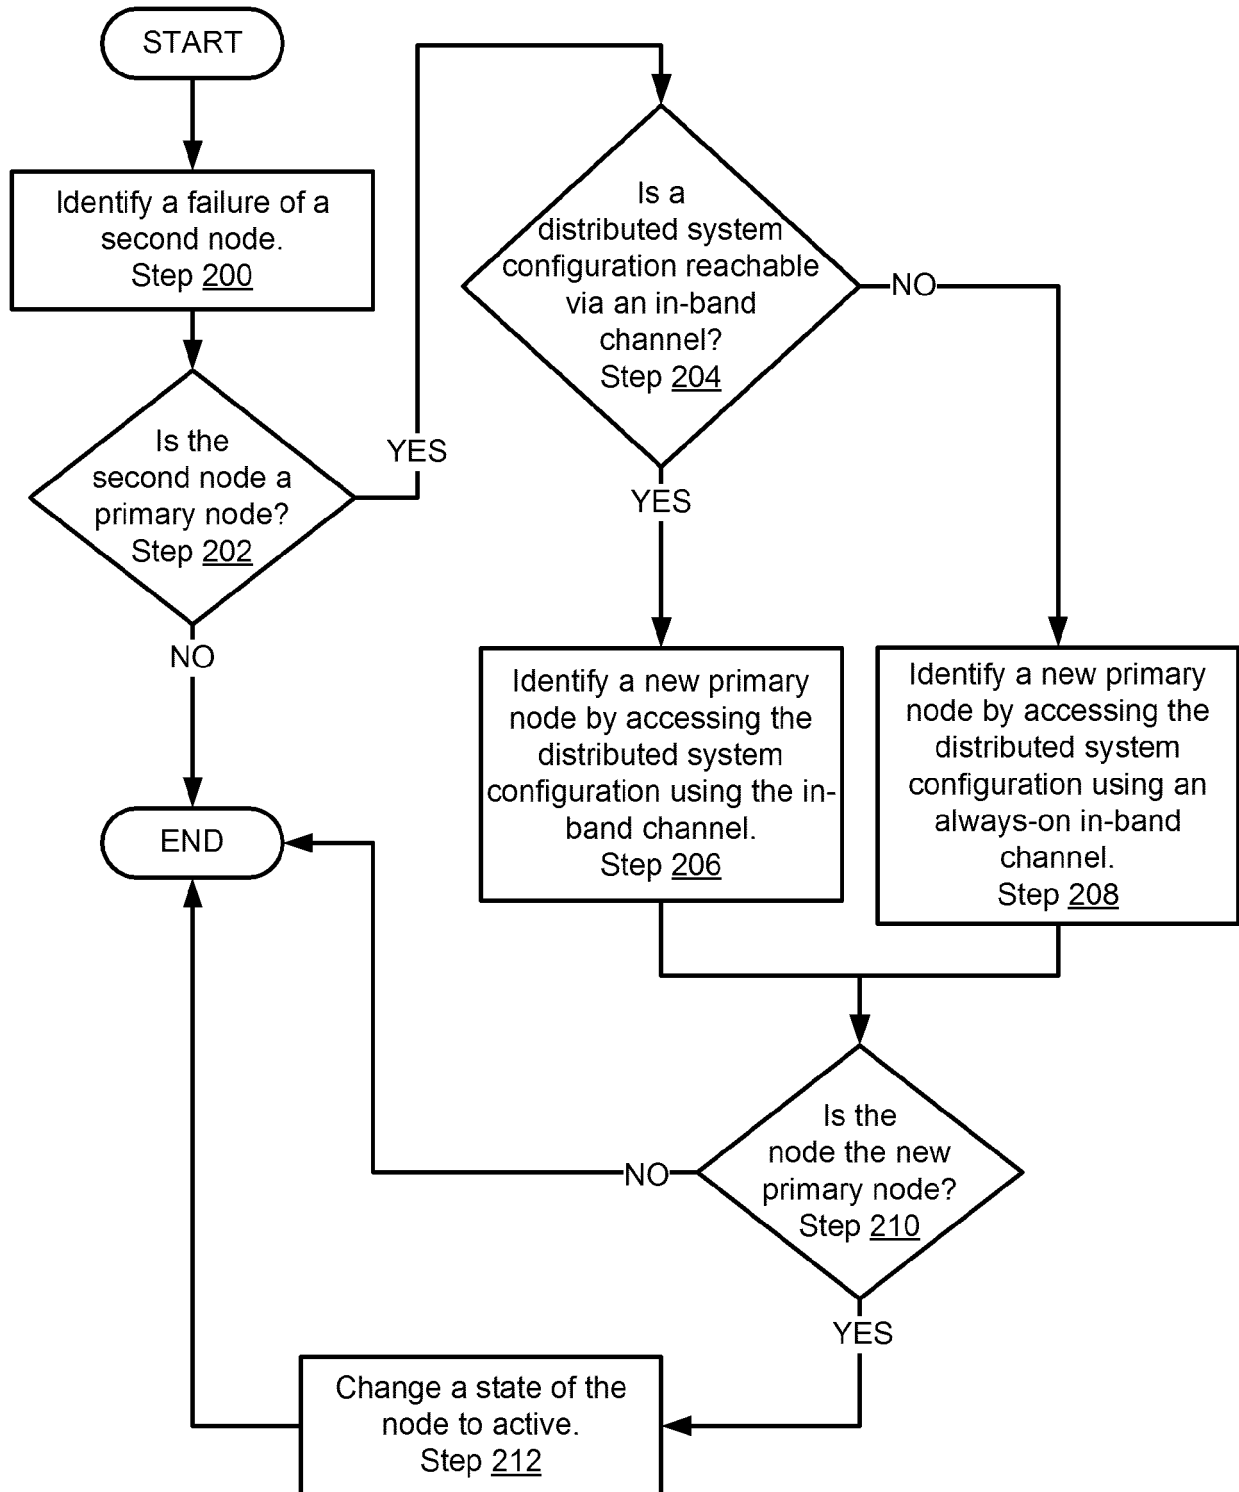 START
Identify a failure of a
second node.
Step 200
Is the
second node a
primary node?
Step 202
YES
NO
END
Is a
distributed system
configuration reachable
via an in-band
channel?
Step 204
NO
YES
Identify a new primary
node by accessing the
distributed system
configuration using the in-
band channel.
Step 206
Identify a new primary
node by accessing the
distributed system
configuration using an
always-on in-band
channel.
Step 208
Is the
node the new
primary node?
Step 210
NO
YES
Change a state of the
node to active.
Step 212